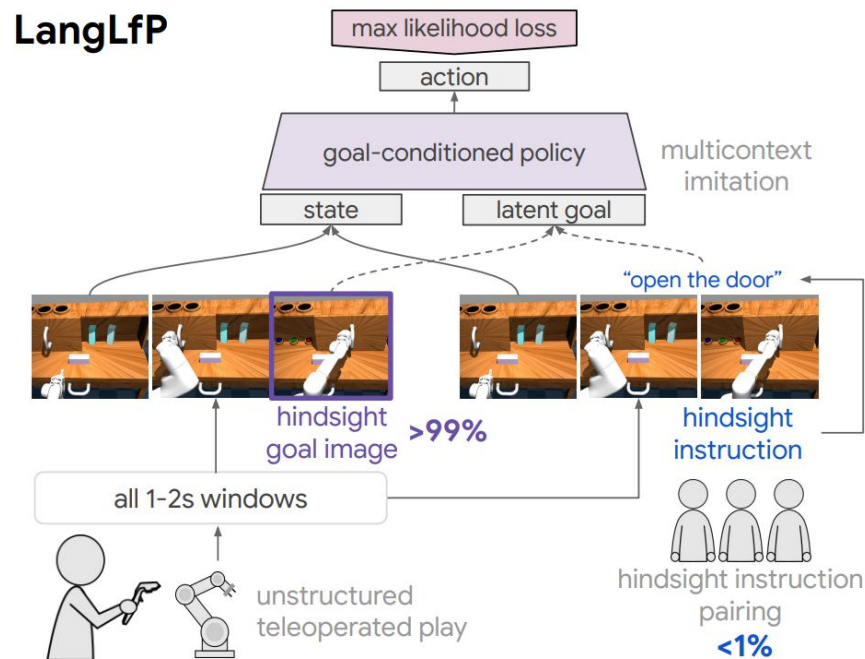 LangLfP
max likelihood loss
action
goal-conditioned policy
multicontext
imitation
state
latent goal
“open the door”
hindsight
goal image
>99%
hindsight
instruction
all 1-2s windows
unstructured
teleoperated play
hindsight instruction
pairing
<1%